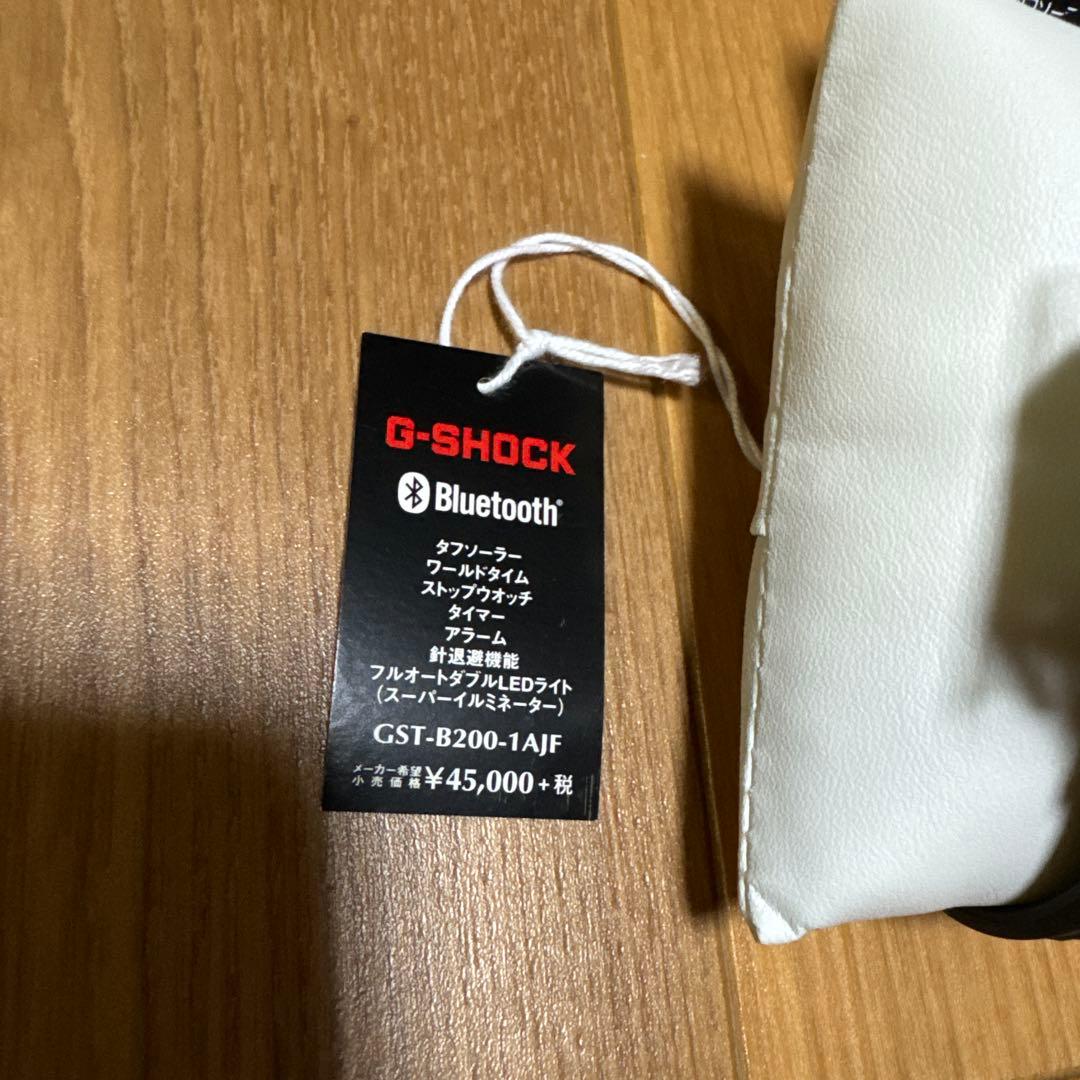 G-SHOCK
Bluetooth®
タフソーラー
ワールドタイム
ストップウオッチ
タイマー
アラーム
針退避機能
フルオートダブルLEDライト
(スーパーイルミネーター)
GST-B200-1AJF
メーカー希望
小売価格 ¥45,000+税